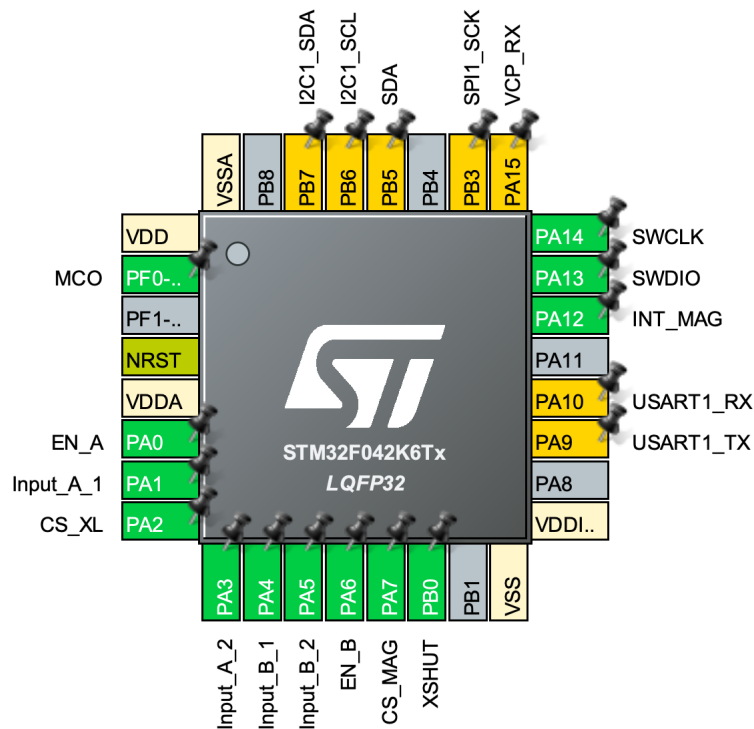 I2C1_SDA
I2C1_SCL
SDA
SPI1_SCK
VCP_RX
VSSA
PB8
PB7
PB6
PB5
PB4
PB3
PA15
VDD
MCO PF0-..
PF1-..
NRST
VDDA
EN_A PA0
Input_A_1 PA1
CS_XL PA2
PA14 SWCLK
PA13 SWDIO
PA12 INT_MAG
PA11
PA10 USART1_RX
PA9 USART1_TX
PA8
VDDI..
ST
STM32F042K6Tx
LQFP32
PA3
PA4
PA5
PA6
PA7
PB0
PB1
VSS
Input_A_2
Input_B_1
Input_B_2
EN_B
CS_MAG
XSHUT